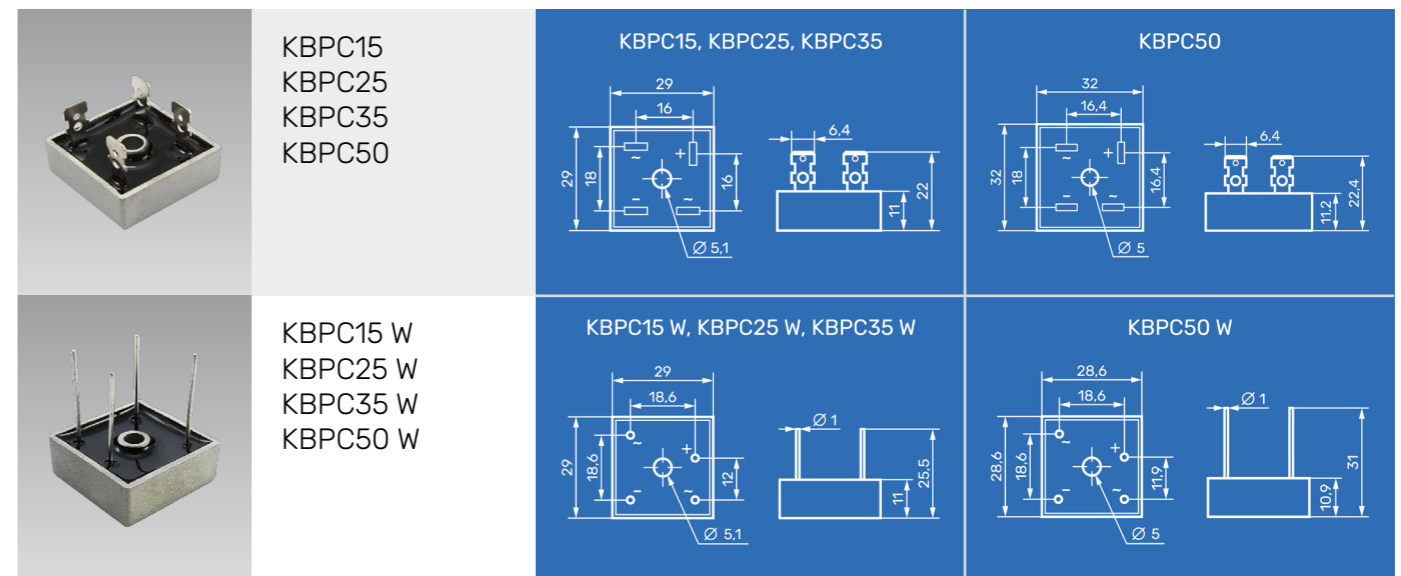 KBPC15
KBPC25
KBPC35
KBPC50
KBPC15, KBPC25, KBPC35
29
16
29
18
~
+
-
~
16
Ø 5,1
6,4
22
11
KBPC50
32
16,4
32
18
~
+
-
~
16,4
Ø 5
6,4
22,4
11,2
KBPC15 W
KBPC25 W
KBPC35 W
KBPC50 W
KBPC15 W, KBPC25 W, KBPC35 W
29
18,6
29
18,6
~
+
-
~
12
Ø 5,1
Ø 1
25,5
11
KBPC50 W
28,6
18,6
28,6
18,6
~
+
-
~
11,9
Ø 5
Ø 1
31
10,9